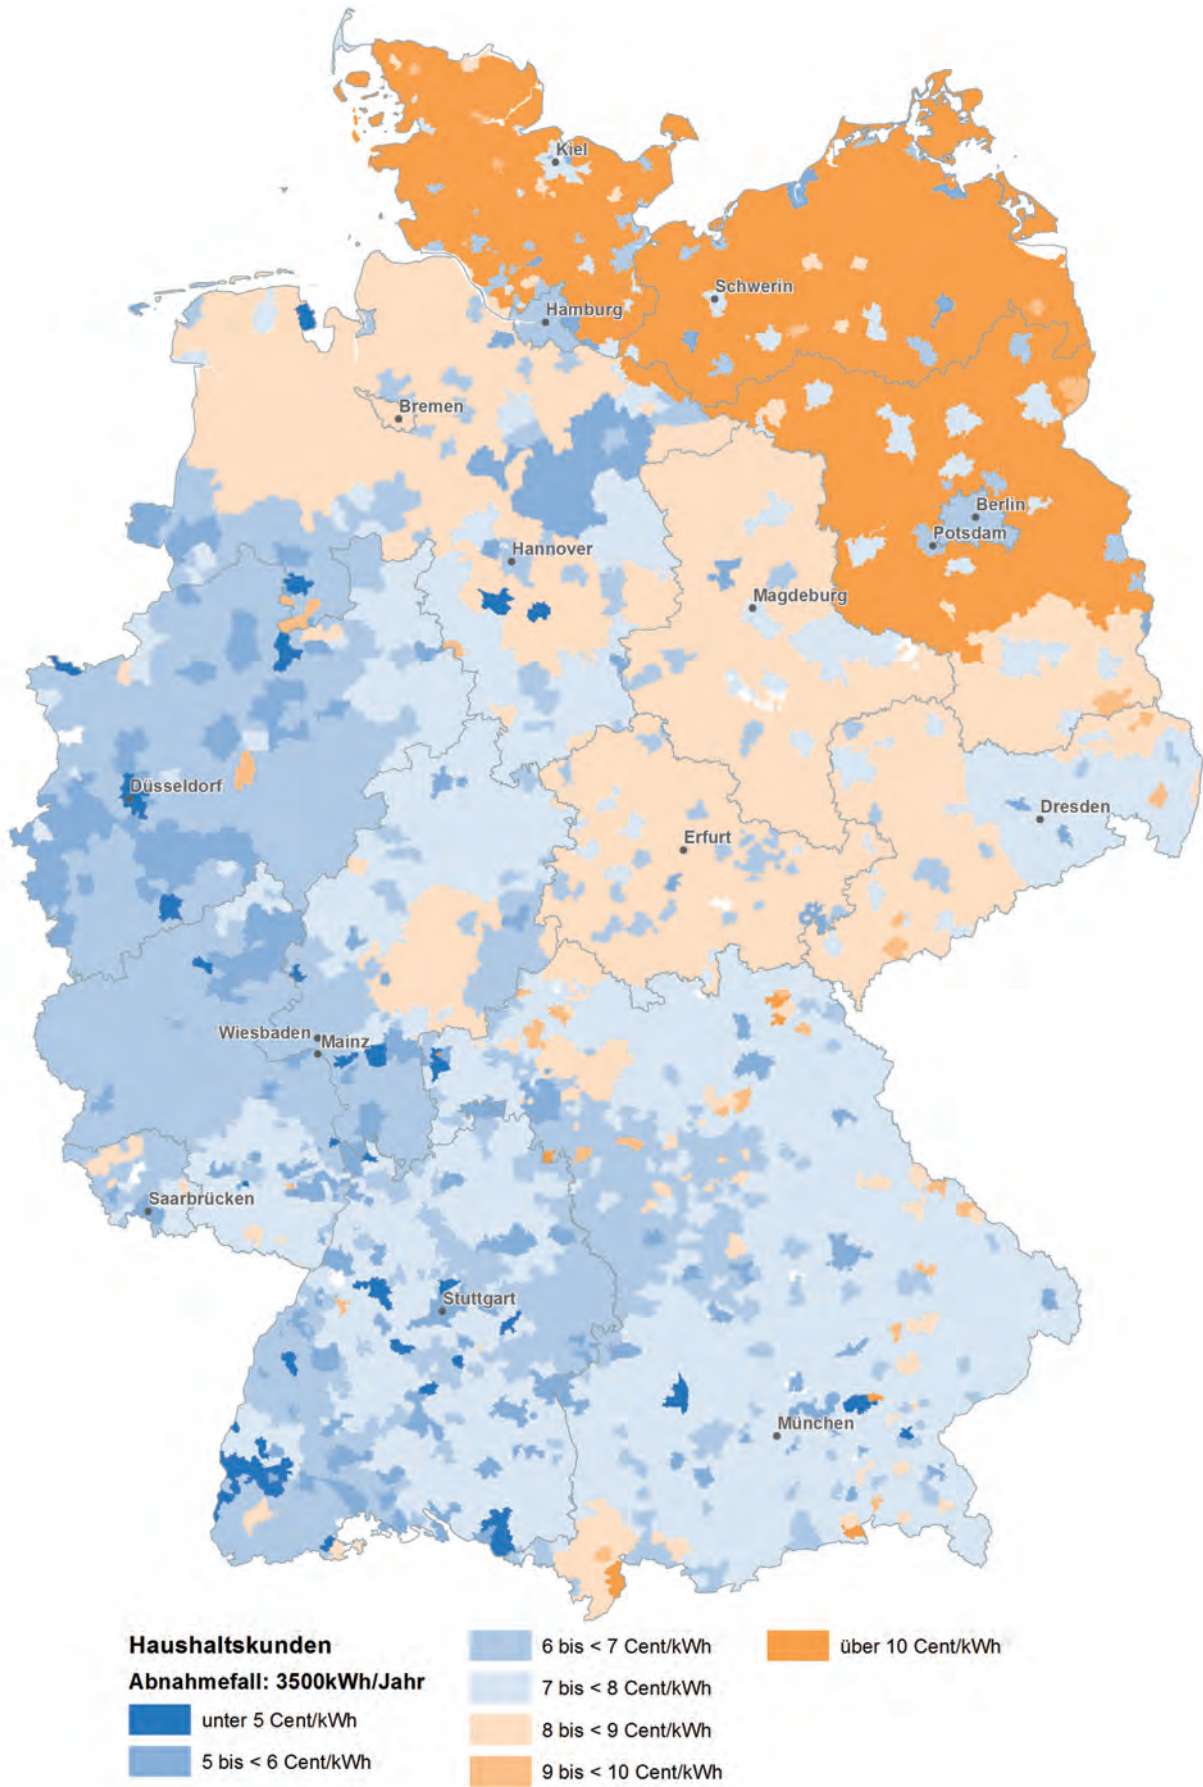 Kiel
Schwerin
Hamburg
Bremen
Berlin
Potsdam
Hannover
Magdeburg
Düsseldorf
Dresden
Erfurt
Wiesbaden
Mainz
Saarbrücken
Stuttgart
München
Haushaltskunden
Abnahmefall: 3500kWh/Jahr
unter 5 Cent/kWh
5 bis < 6 Cent/kWh
6 bis < 7 Cent/kWh
7 bis < 8 Cent/kWh
8 bis < 9 Cent/kWh
9 bis < 10 Cent/kWh
über 10 Cent/kWh